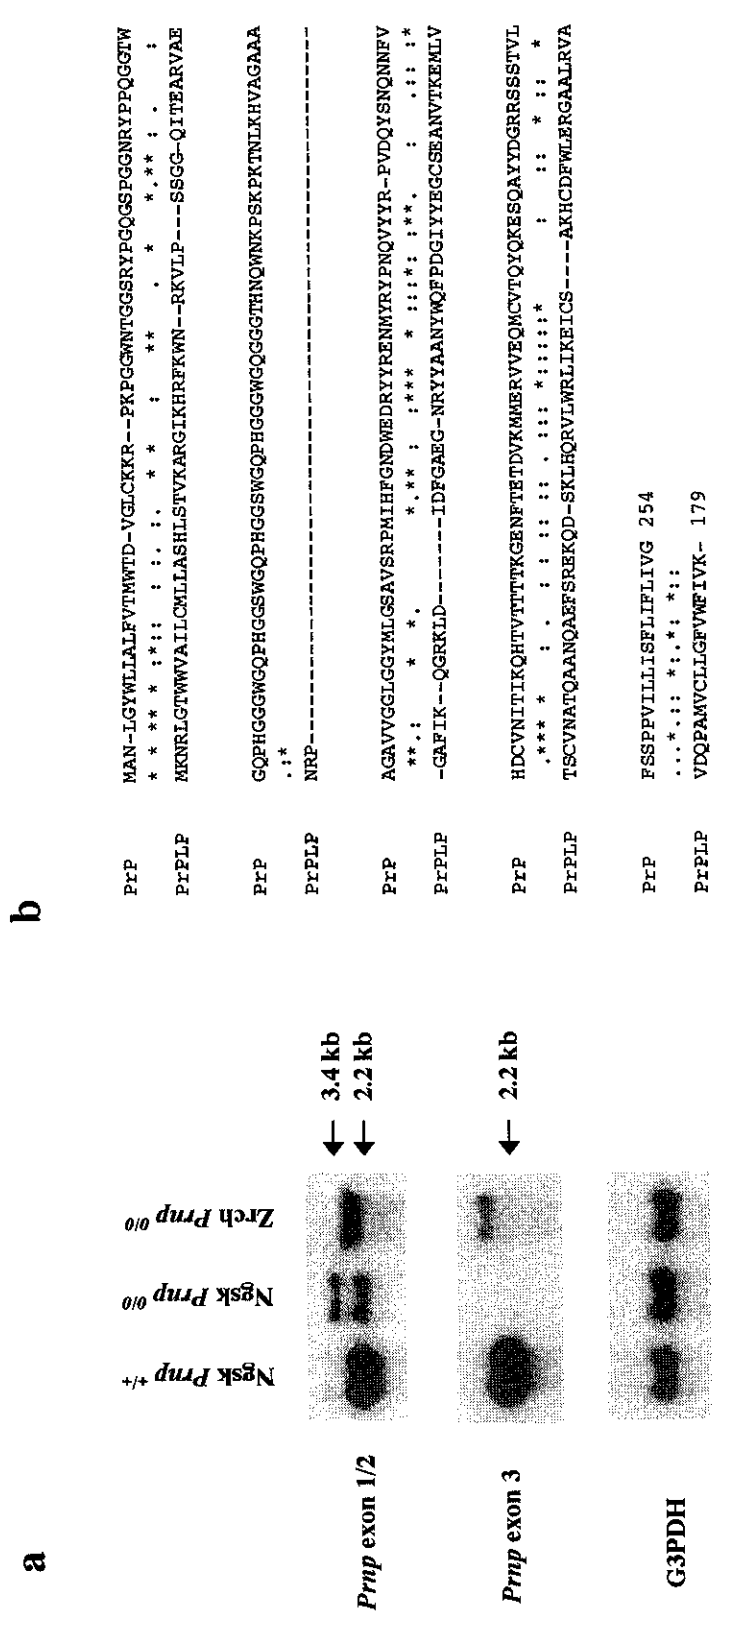 a
Ngsk Prnp +/+
Ngsk Prnp 0/0
Zrch Prnp 0/0
Prnp exon 1/2
← 3.4 kb
← 2.2 kb
Prnp exon 3
← 2.2 kb
G3PDH
b
PrP MAN-LGYWLLALFVTMWTD-VGLCKKR--PKPGGWNTGGSRYPGQGSPGGNRYPPQGGTW
* * ** * :*:: : :. :. * * : ** . * *.** : . :
PrPLP MKNRLGTWWVAILCMLLASHLSTVKARGIKHRFKWN--RKVLP---SSGG-QITEARVAE
PrP GQPHGGGWGQPHGGSWGQPHGGSWGQPHGGGWGQGGGTHNQWNKPSKPKTNLKHVAGAAA
.:*
PrPLP NRP---------------------------------------------------------
PrP AGAVVGGLGGYMLGSAVSRPMIHFGNDWEDRYYRENMYRYPNQVYYR-PVDQYSNQNNFV
**.: * *. *.** : :*** * :::*: :**. : .:: :*
PrPLP -GAFIK--QGRKLD-------IDFGAEG-NRYYAANYWQFPDGIYYEGCSEANVTKEMLV
PrP HDCVNITIKQHTVTTTTKGENFTETDVKMMERVVEQMCVTQYQKESQAYYDGRRSSSTVL
.*** * : . : : :: :: . ::: *::::::* : :: * :: *
PrPLP TSCVNATQAANQAEFSREKQD-SKLHQRVLWRLIKEICS----AKHCDFWLERGAALRVA
PrP FSSPPVILLISFLIFLIVG 254
...*.:: *:.*: *::
PrPLP VDQPAMVCLLGFVWFIVK- 179